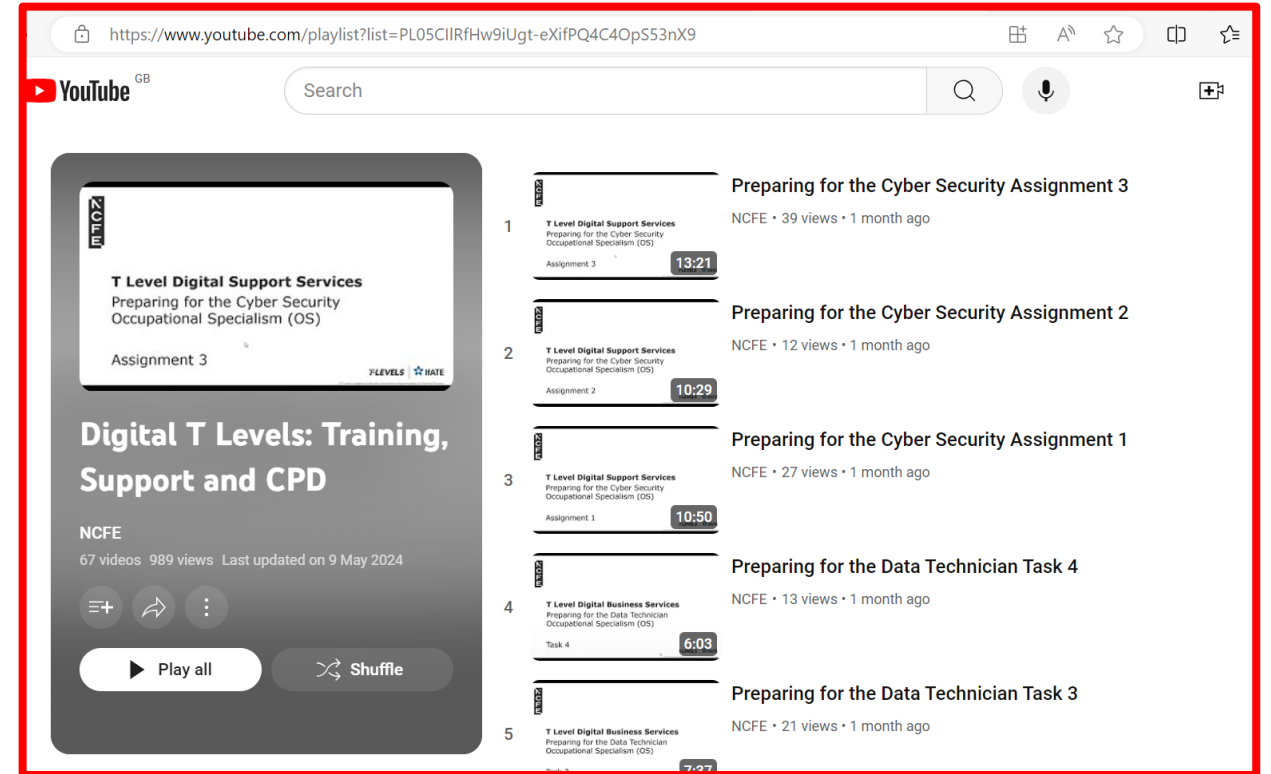 https://www.youtube.com/playlist?list=PL05CIlRfHw9iUgt-eXifPQ4C4OpS53nX9
YouTube GB
Search
NCFE
T Level Digital Support Services
Preparing for the Cyber Security
Occupational Specialism (OS)
Assignment 3
T-LEVELS
Digital T Levels: Training,
Support and CPD
NCFE
67 videos 989 views Last updated on 9 May 2024
Play all
Shuffle
1
NCFE
T Level Digital Support Services
Preparing for the Cyber Security
Occupational Specialism (OS)
Assignment 3
13:21
Preparing for the Cyber Security Assignment 3
NCFE • 39 views • 1 month ago
2
NCFE
T Level Digital Support Services
Preparing for the Cyber Security
Occupational Specialism (OS)
Assignment 2
10:29
Preparing for the Cyber Security Assignment 2
NCFE • 12 views • 1 month ago
3
NCFE
T Level Digital Support Services
Preparing for the Cyber Security
Occupational Specialism (OS)
Assignment 1
10:50
Preparing for the Cyber Security Assignment 1
NCFE • 27 views • 1 month ago
4
NCFE
T Level Digital Business Services
Preparing for the Data Technician
Occupational Specialism (OS)
Task 4
6:03
Preparing for the Data Technician Task 4
NCFE • 13 views • 1 month ago
5
NCFE
T Level Digital Business Services
Preparing for the Data Technician
Occupational Specialism (OS)
7:37
Preparing for the Data Technician Task 3
NCFE • 21 views • 1 month ago